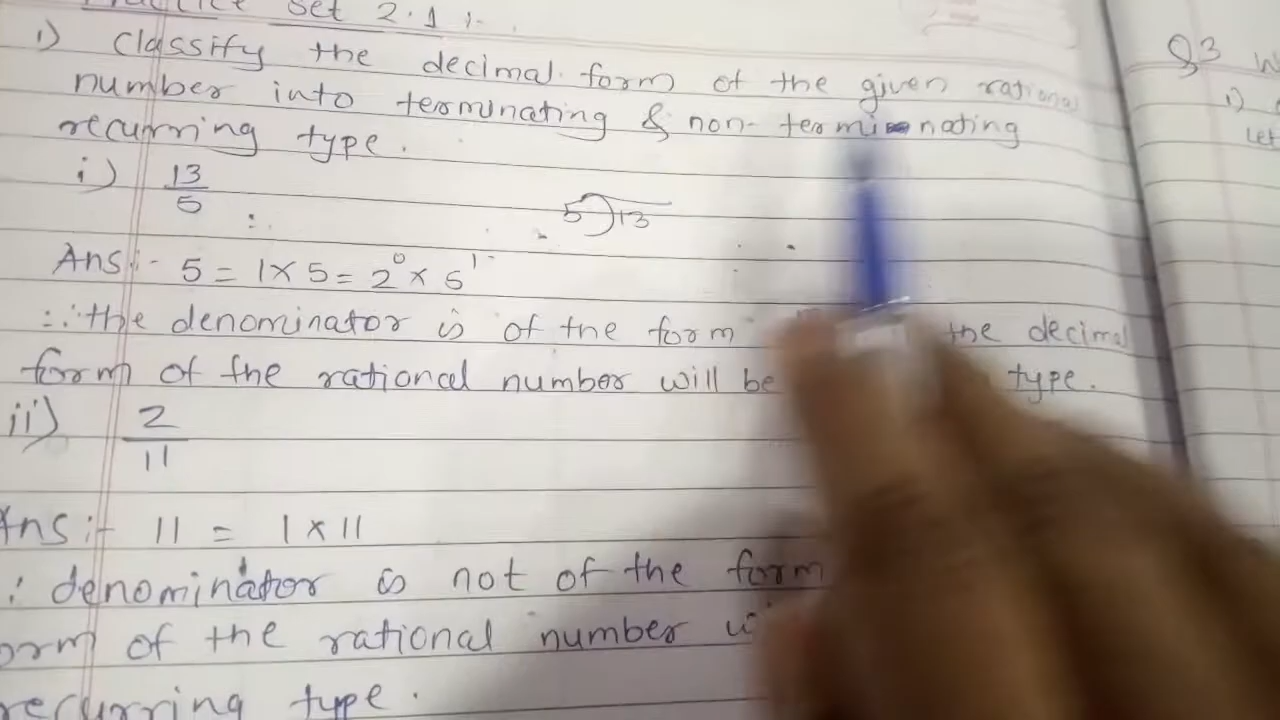 Practice Set 2.1 :-
1) Classify the decimal form of the given rational
number into terminating & non-terminating
recurring type.
i) 13/5
5)13
Ans:- 5 = 1 x 5 = 2⁰ x 5¹
∴ the denominator is of the form the decimal
form of the rational number will be type.
ii) 2/11
Ans:- 11 = 1 x 11
∴ denominator is not of the form
form of the rational number
recurring type.
Q3
i)
Let